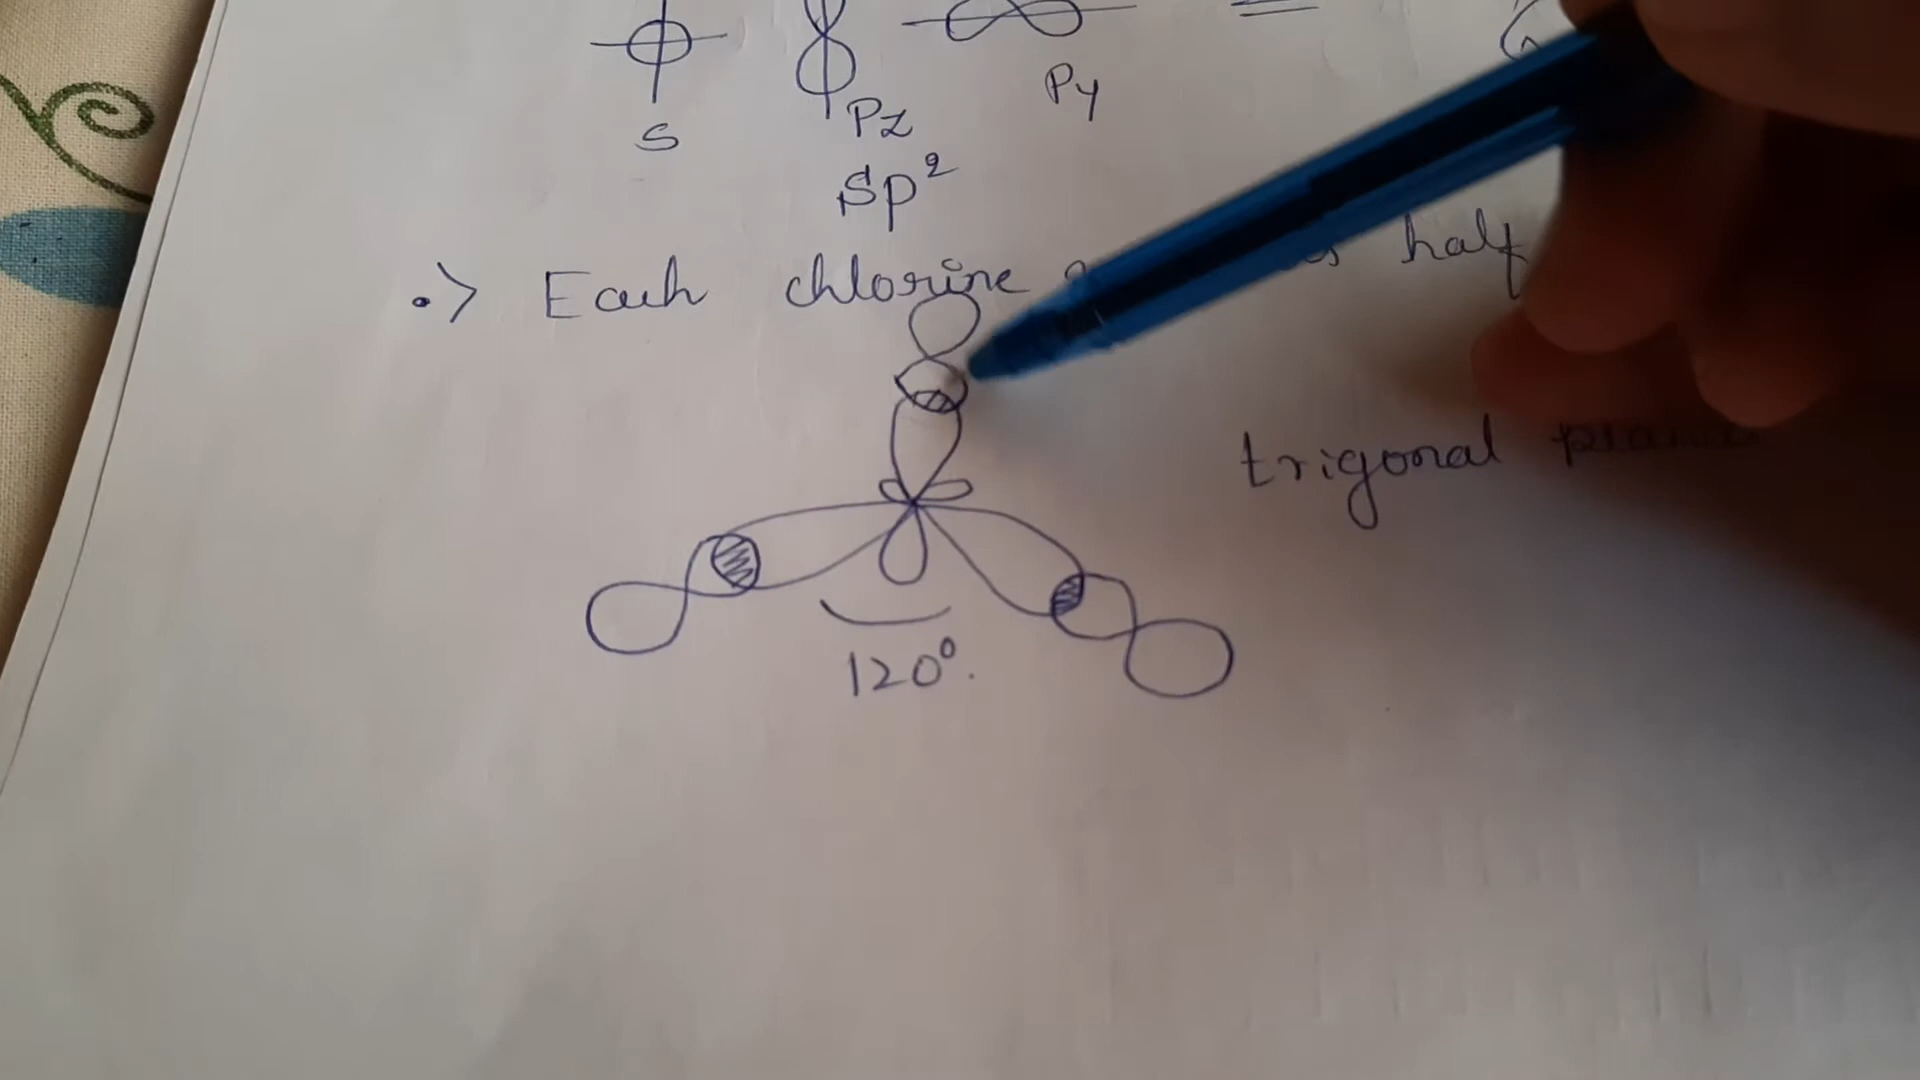 S Pz Py
Sp²
•> Each chlorine half
trigonal
120°.